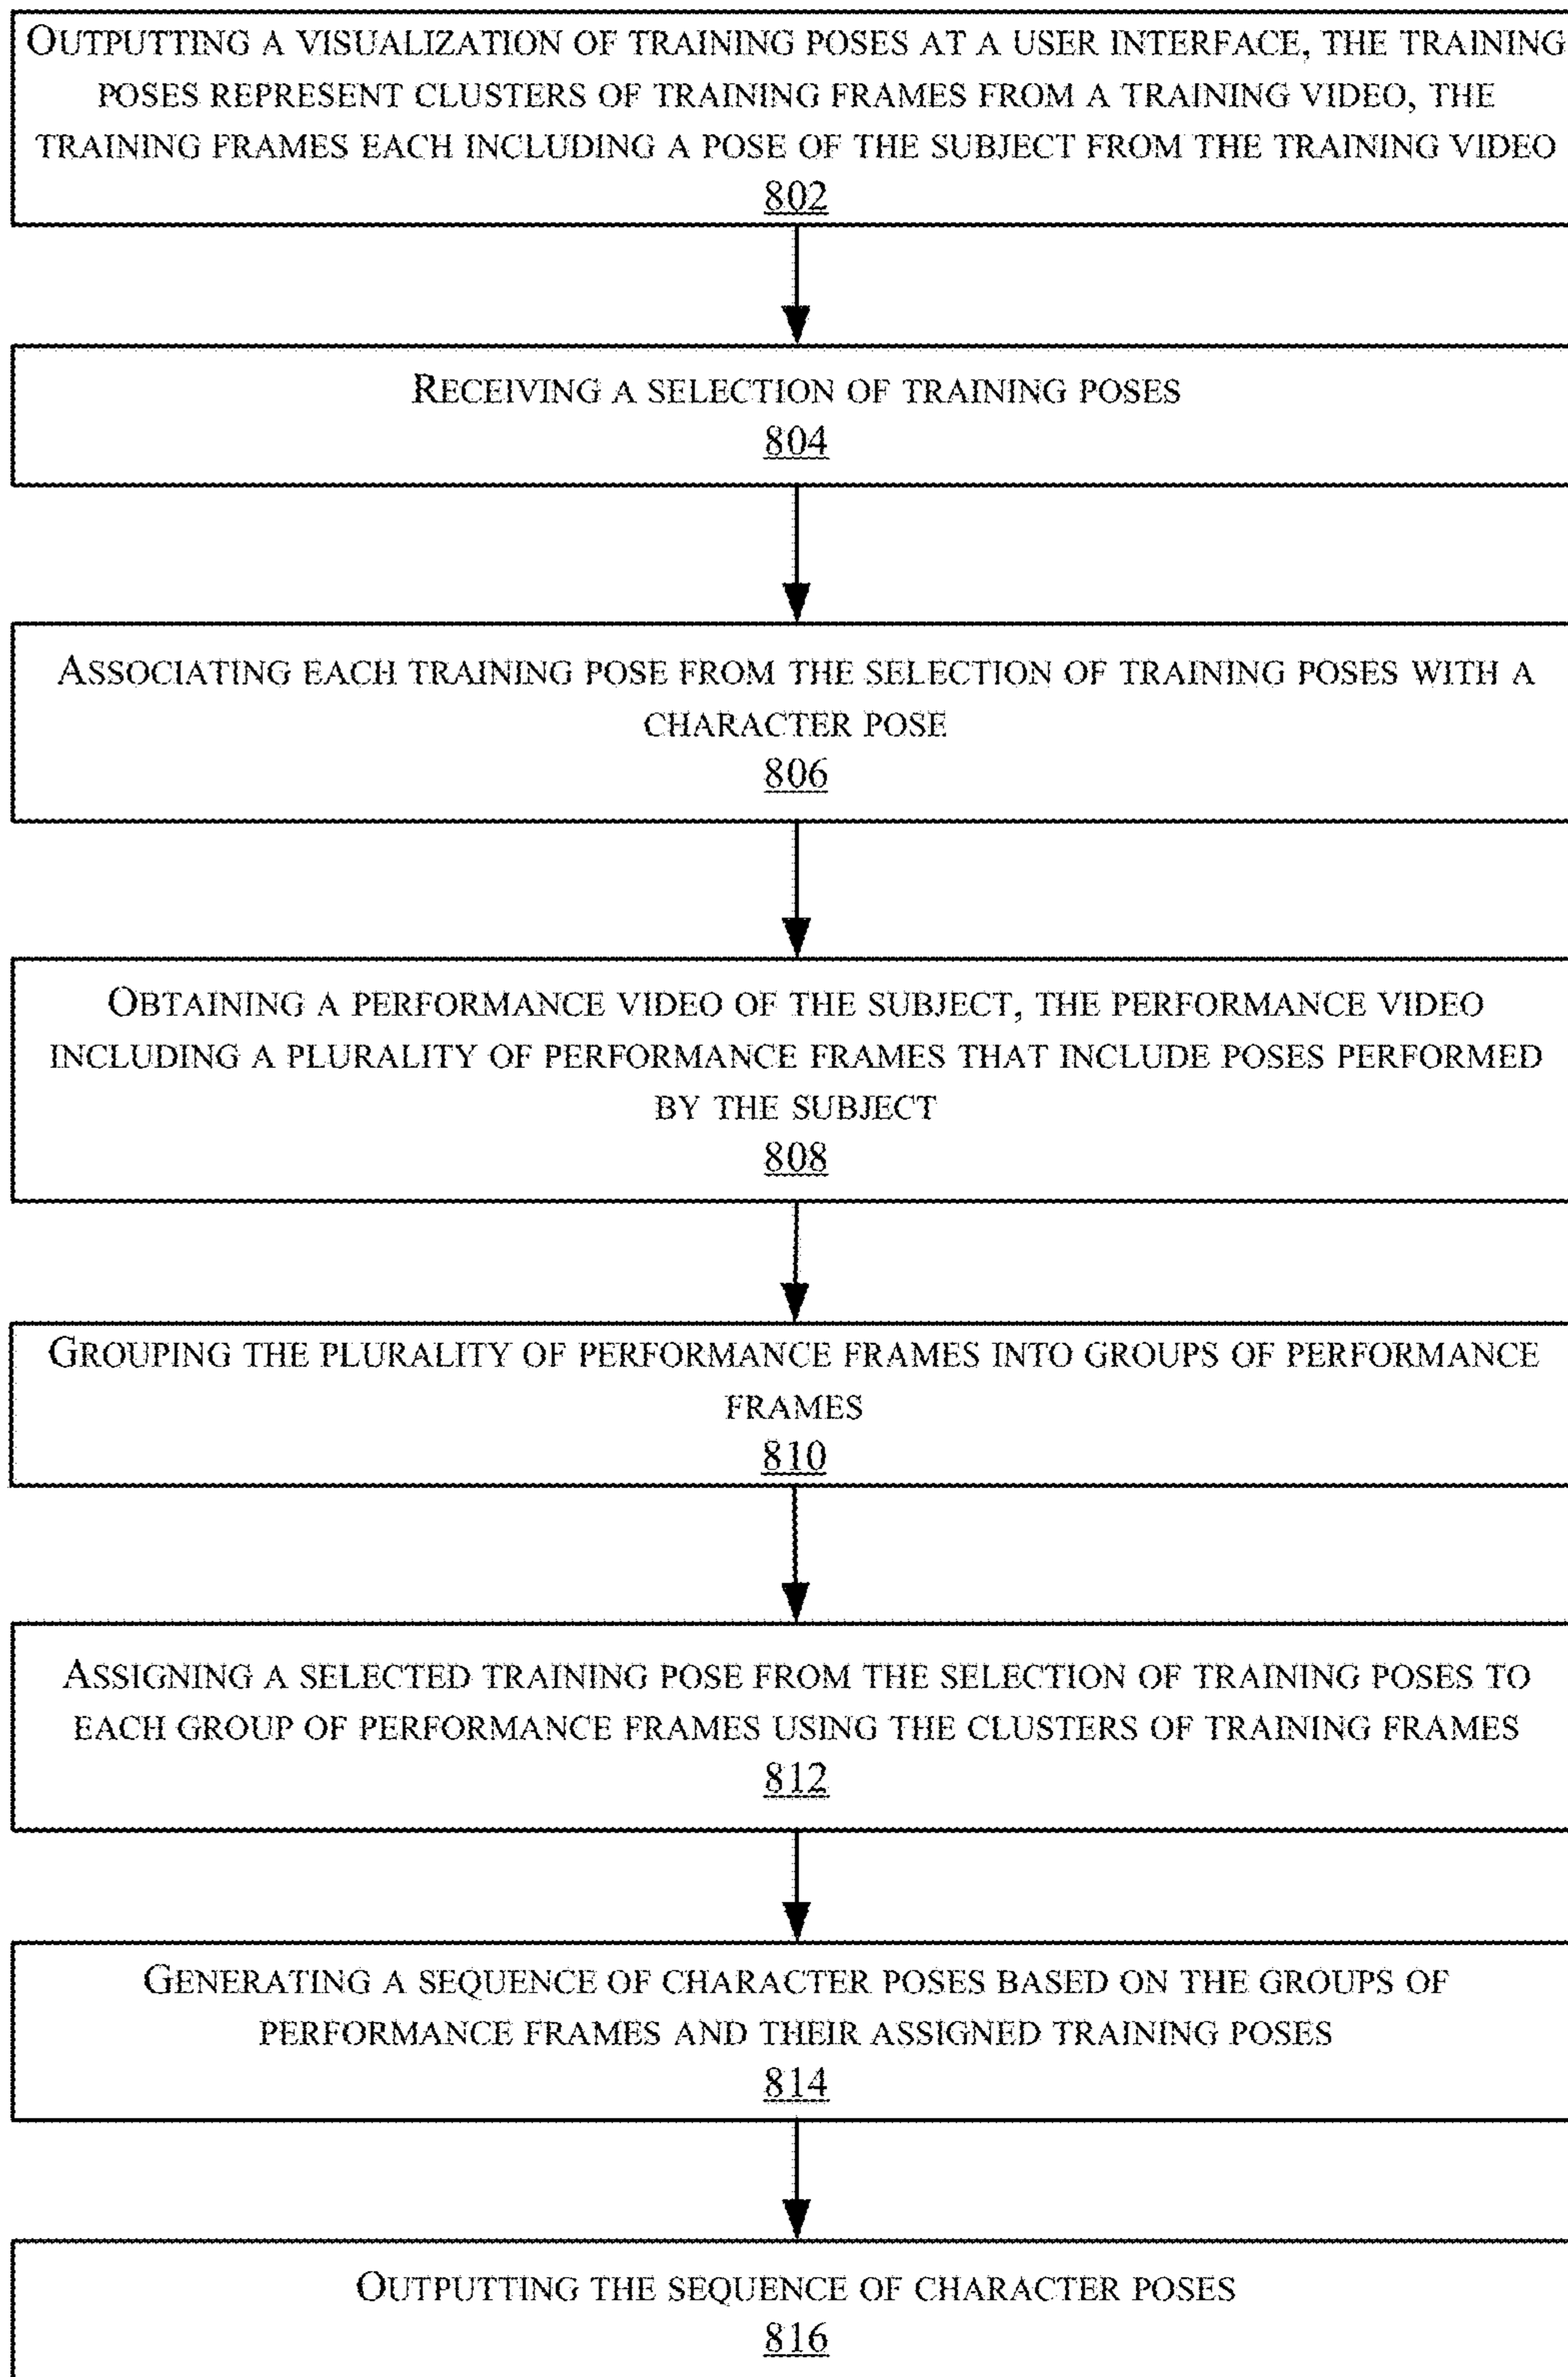 OUTPUTTING A VISUALIZATION OF TRAINING POSES AT A USER INTERFACE, THE TRAINING
POSES REPRESENT CLUSTERS OF TRAINING FRAMES FROM A TRAINING VIDEO, THE
TRAINING FRAMES EACH INCLUDING A POSE OF THE SUBJECT FROM THE TRAINING VIDEO
802
RECEIVING A SELECTION OF TRAINING POSES
804
ASSOCIATING EACH TRAINING POSE FROM THE SELECTION OF TRAINING POSES WITH A
CHARACTER POSE
806
OBTAINING A PERFORMANCE VIDEO OF THE SUBJECT, THE PERFORMANCE VIDEO
INCLUDING A PLURALITY OF PERFORMANCE FRAMES THAT INCLUDE POSES PERFORMED
BY THE SUBJECT
808
GROUPING THE PLURALITY OF PERFORMANCE FRAMES INTO GROUPS OF PERFORMANCE
FRAMES
810
ASSIGNING A SELECTED TRAINING POSE FROM THE SELECTION OF TRAINING POSES TO
EACH GROUP OF PERFORMANCE FRAMES USING THE CLUSTERS OF TRAINING FRAMES
812
GENERATING A SEQUENCE OF CHARACTER POSES BASED ON THE GROUPS OF
PERFORMANCE FRAMES AND THEIR ASSIGNED TRAINING POSES
814
OUTPUTTING THE SEQUENCE OF CHARACTER POSES
816